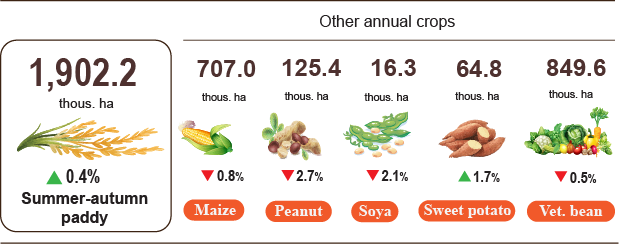 Other annual crops
1,902.2
thous. ha
▲ 0.4%
Summer-autumn
paddy
707.0
thous. ha
▼ 0.8%
Maize
125.4
thous. ha
▼ 2.7%
Peanut
16.3
thous. ha
▼ 2.1%
Soya
64.8
thous. ha
▲ 1.7%
Sweet potato
849.6
thous. ha
▼ 0.5%
Vet. bean